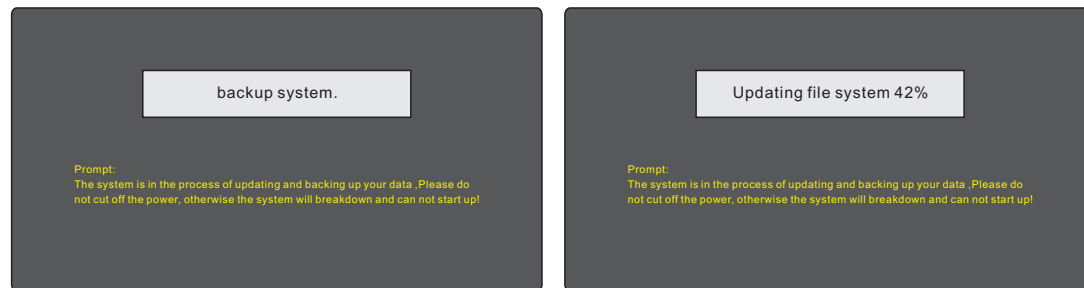 backup system.
Prompt:
The system is in the process of updating and backing up your data ,Please do
not cut off the power, otherwise the system will breakdown and can not start up!
Updating file system 42%
Prompt:
The system is in the process of updating and backing up your data ,Please do
not cut off the power, otherwise the system will breakdown and can not start up!